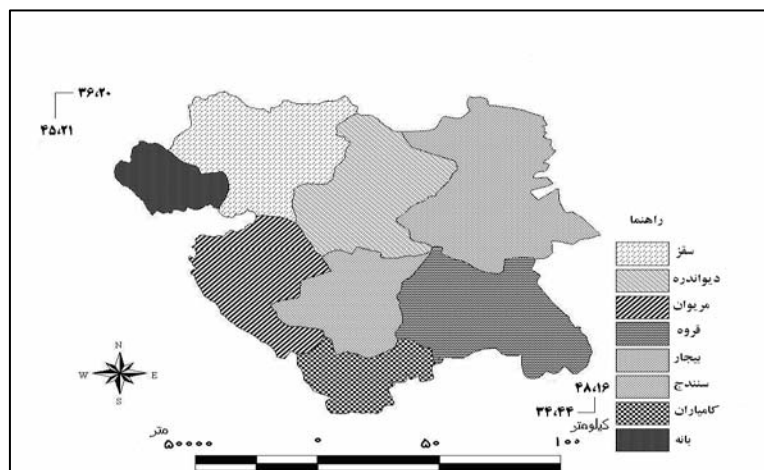 ۳۶،۲۰
۴۵،۲۱
راهنما
سقز
دیواندره
مریوان
قروه
بیجار
سنندج
کامیاران
بانه
N
W E
S
۴۸،۱۶
۳۴،۴۴
متر کیلومتر
۵۰۰۰۰ ۰ ۵۰ ۱۰۰